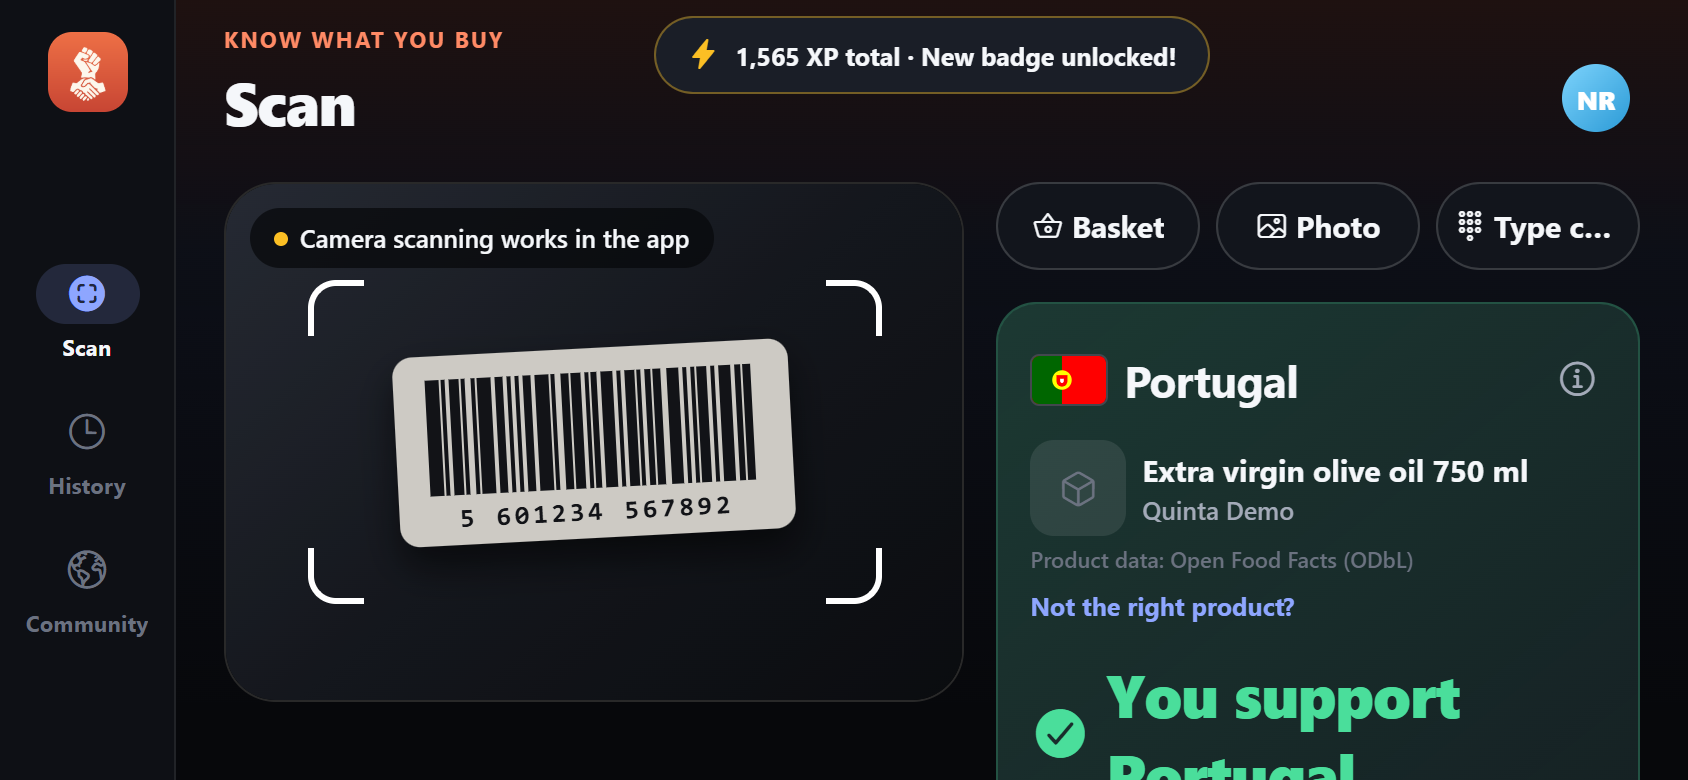 KNOW WHAT YOU BUY
Scan
1,565 XP total · New badge unlocked!
NR
Scan
History
Community
Camera scanning works in the app
5 601234 567892
Basket
Photo
Type c...
Portugal
Extra virgin olive oil 750 ml
Quinta Demo
Product data: Open Food Facts (ODbL)
Not the right product?
You support
Portugal